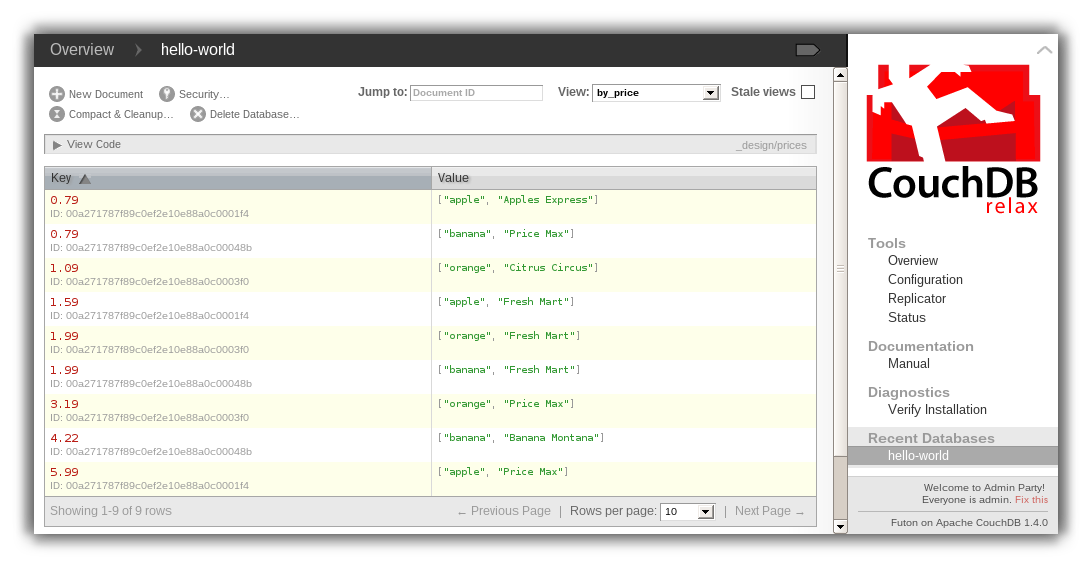 Overview hello-world
New Document Security…
Compact & Cleanup… Delete Database…
Jump to: Document ID View: by_price Stale views
View Code _design/prices
Key Value
0.79 ["apple", "Apples Express"]
ID: 00a271787f89c0ef2e10e88a0c0001f4
0.79 ["banana", "Price Max"]
ID: 00a271787f89c0ef2e10e88a0c00048b
1.09 ["orange", "Citrus Circus"]
ID: 00a271787f89c0ef2e10e88a0c0003f0
1.59 ["apple", "Fresh Mart"]
ID: 00a271787f89c0ef2e10e88a0c0001f4
1.99 ["orange", "Fresh Mart"]
ID: 00a271787f89c0ef2e10e88a0c0003f0
1.99 ["banana", "Fresh Mart"]
ID: 00a271787f89c0ef2e10e88a0c00048b
3.19 ["orange", "Price Max"]
ID: 00a271787f89c0ef2e10e88a0c0003f0
4.22 ["banana", "Banana Montana"]
ID: 00a271787f89c0ef2e10e88a0c00048b
5.99 ["apple", "Price Max"]
ID: 00a271787f89c0ef2e10e88a0c0001f4
Showing 1-9 of 9 rows ← Previous Page | Rows per page: 10 | Next Page →
CouchDB
relax
Tools
Overview
Configuration
Replicator
Status
Documentation
Manual
Diagnostics
Verify Installation
Recent Databases
hello-world
Welcome to Admin Party!
Everyone is admin. Fix this
Futon on Apache CouchDB 1.4.0